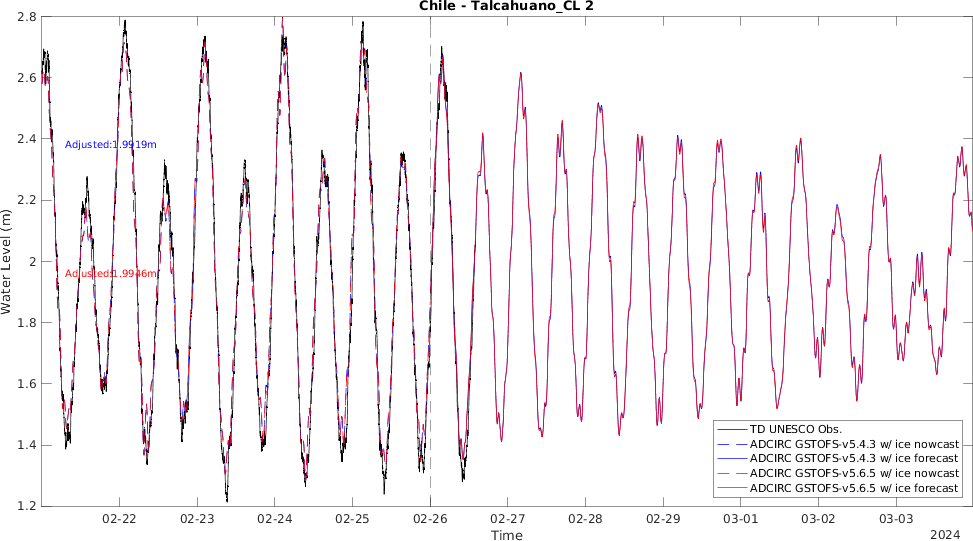 Chile - Talcahuano_CL 2
2.8
2.6
2.4
2.2
2
1.8
1.6
1.4
1.2
Water Level (m)
Adjusted:1.9919m
Adjusted:1.9946m
TD UNESCO Obs.
ADCIRC GSTOFS-v5.4.3 w/ ice nowcast
ADCIRC GSTOFS-v5.4.3 w/ ice forecast
ADCIRC GSTOFS-v5.6.5 w/ ice nowcast
ADCIRC GSTOFS-v5.6.5 w/ ice forecast
02-22 02-23 02-24 02-25 02-26 02-27 02-28 02-29 03-01 03-02 03-03
Time
2024